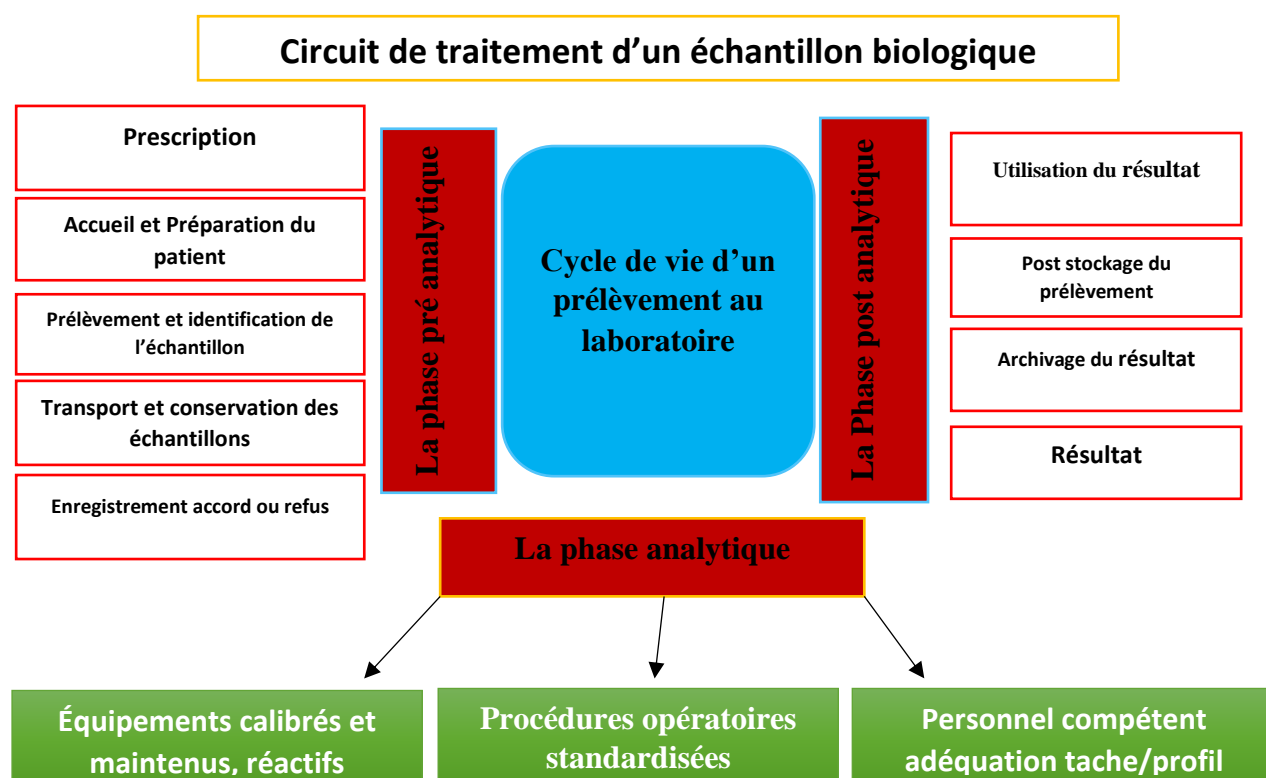 Circuit de traitement d’un échantillon biologique
Prescription
Accueil et Préparation du
patient
Prélèvement et identification de
l’échantillon
Transport et conservation des
échantillons
Enregistrement accord ou refus
La phase pré analytique
Cycle de vie d’un
prélèvement au
laboratoire
La Phase post analytique
Utilisation du résultat
Post stockage du
prélèvement
Archivage du résultat
Résultat
La phase analytique
Équipements calibrés et
maintenus, réactifs
Procédures opératoires
standardisées
Personnel compétent
adéquation tache/profil